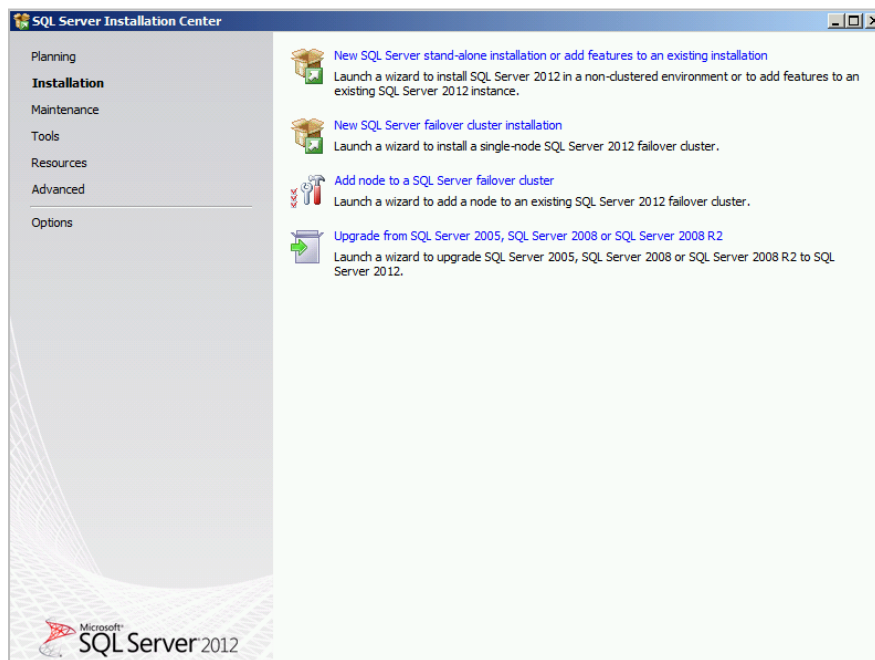 SQL Server Installation Center
Planning
Installation
Maintenance
Tools
Resources
Advanced
Options
New SQL Server stand-alone installation or add features to an existing installation
Launch a wizard to install SQL Server 2012 in a non-clustered environment or to add features to an
existing SQL Server 2012 instance.
New SQL Server failover cluster installation
Launch a wizard to install a single-node SQL Server 2012 failover cluster.
Add node to a SQL Server failover cluster
Launch a wizard to add a node to an existing SQL Server 2012 failover cluster.
Upgrade from SQL Server 2005, SQL Server 2008 or SQL Server 2008 R2
Launch a wizard to upgrade SQL Server 2005, SQL Server 2008 or SQL Server 2008 R2 to SQL
Server 2012.
Microsoft®
SQL Server 2012